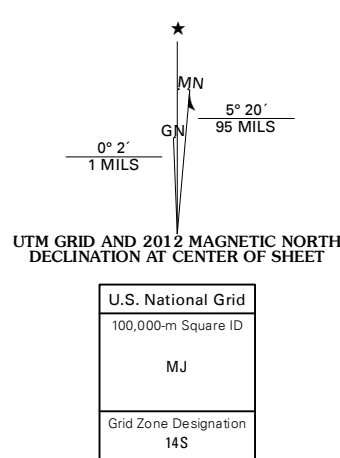 ★
MN
GN
5° 20´
95 MILS
0° 2´
1 MILS
UTM GRID AND 2012 MAGNETIC NORTH
DECLINATION AT CENTER OF SHEET
U.S. National Grid
100,000-m Square ID
MJ
Grid Zone Designation
14S